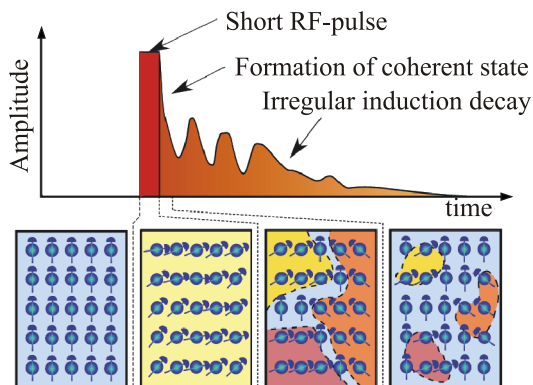 Short RF-pulse
Formation of coherent state
Irregular induction decay
Amplitude
time